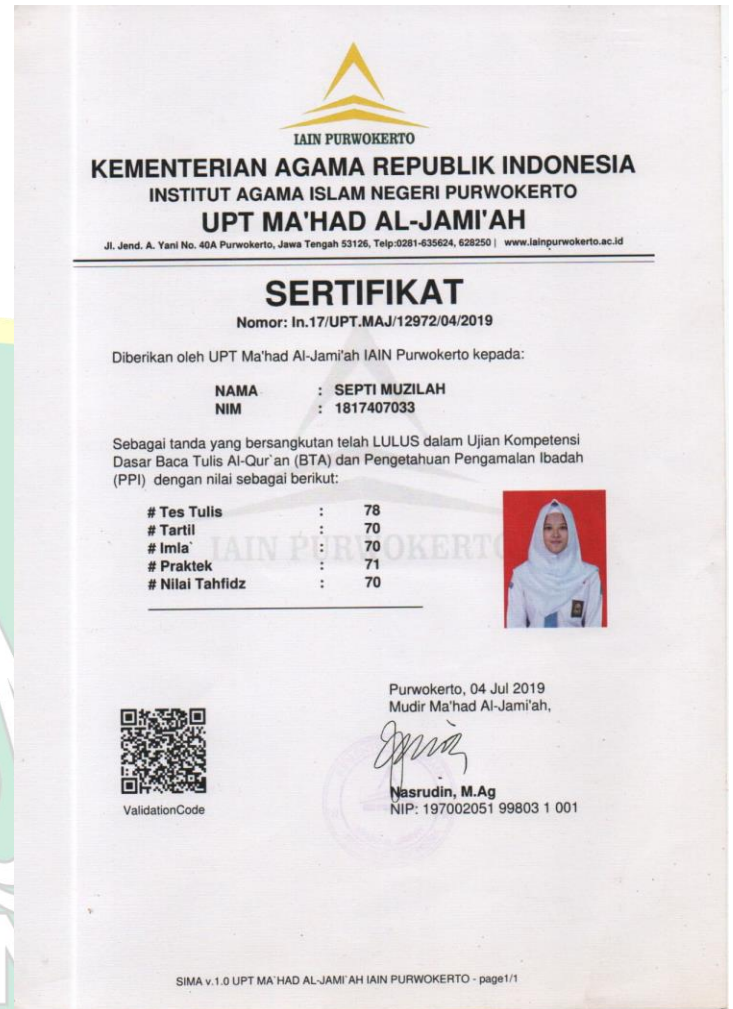 IAIN PURWOKERTO
KEMENTERIAN AGAMA REPUBLIK INDONESIA
INSTITUT AGAMA ISLAM NEGERI PURWOKERTO
UPT MA'HAD AL-JAMI'AH
Jl. Jend. A. Yani No. 40A Purwokerto, Jawa Tengah 53126, Telp:0281-635624, 628250 | www.iainpurwokerto.ac.id
SERTIFIKAT
Nomor: In.17/UPT.MAJ/12972/04/2019
Diberikan oleh UPT Ma'had Al-Jami'ah IAIN Purwokerto kepada:
NAMA : SEPTI MUZILAH
NIM : 1817407033
Sebagai tanda yang bersangkutan telah LULUS dalam Ujian Kompetensi
Dasar Baca Tulis Al-Qur`an (BTA) dan Pengetahuan Pengamalan Ibadah
(PPI) dengan nilai sebagai berikut:
# Tes Tulis : 78
# Tartil : 70
# Imla` : 70
# Praktek : 71
# Nilai Tahfidz : 70
IAIN PURWOKERTO
Purwokerto, 04 Jul 2019
Mudir Ma'had Al-Jami'ah,
Nasrudin, M.Ag
NIP: 197002051 99803 1 001
ValidationCode
SIMA v.1.0 UPT MA`HAD AL-JAMI`AH IAIN PURWOKERTO - page1/1